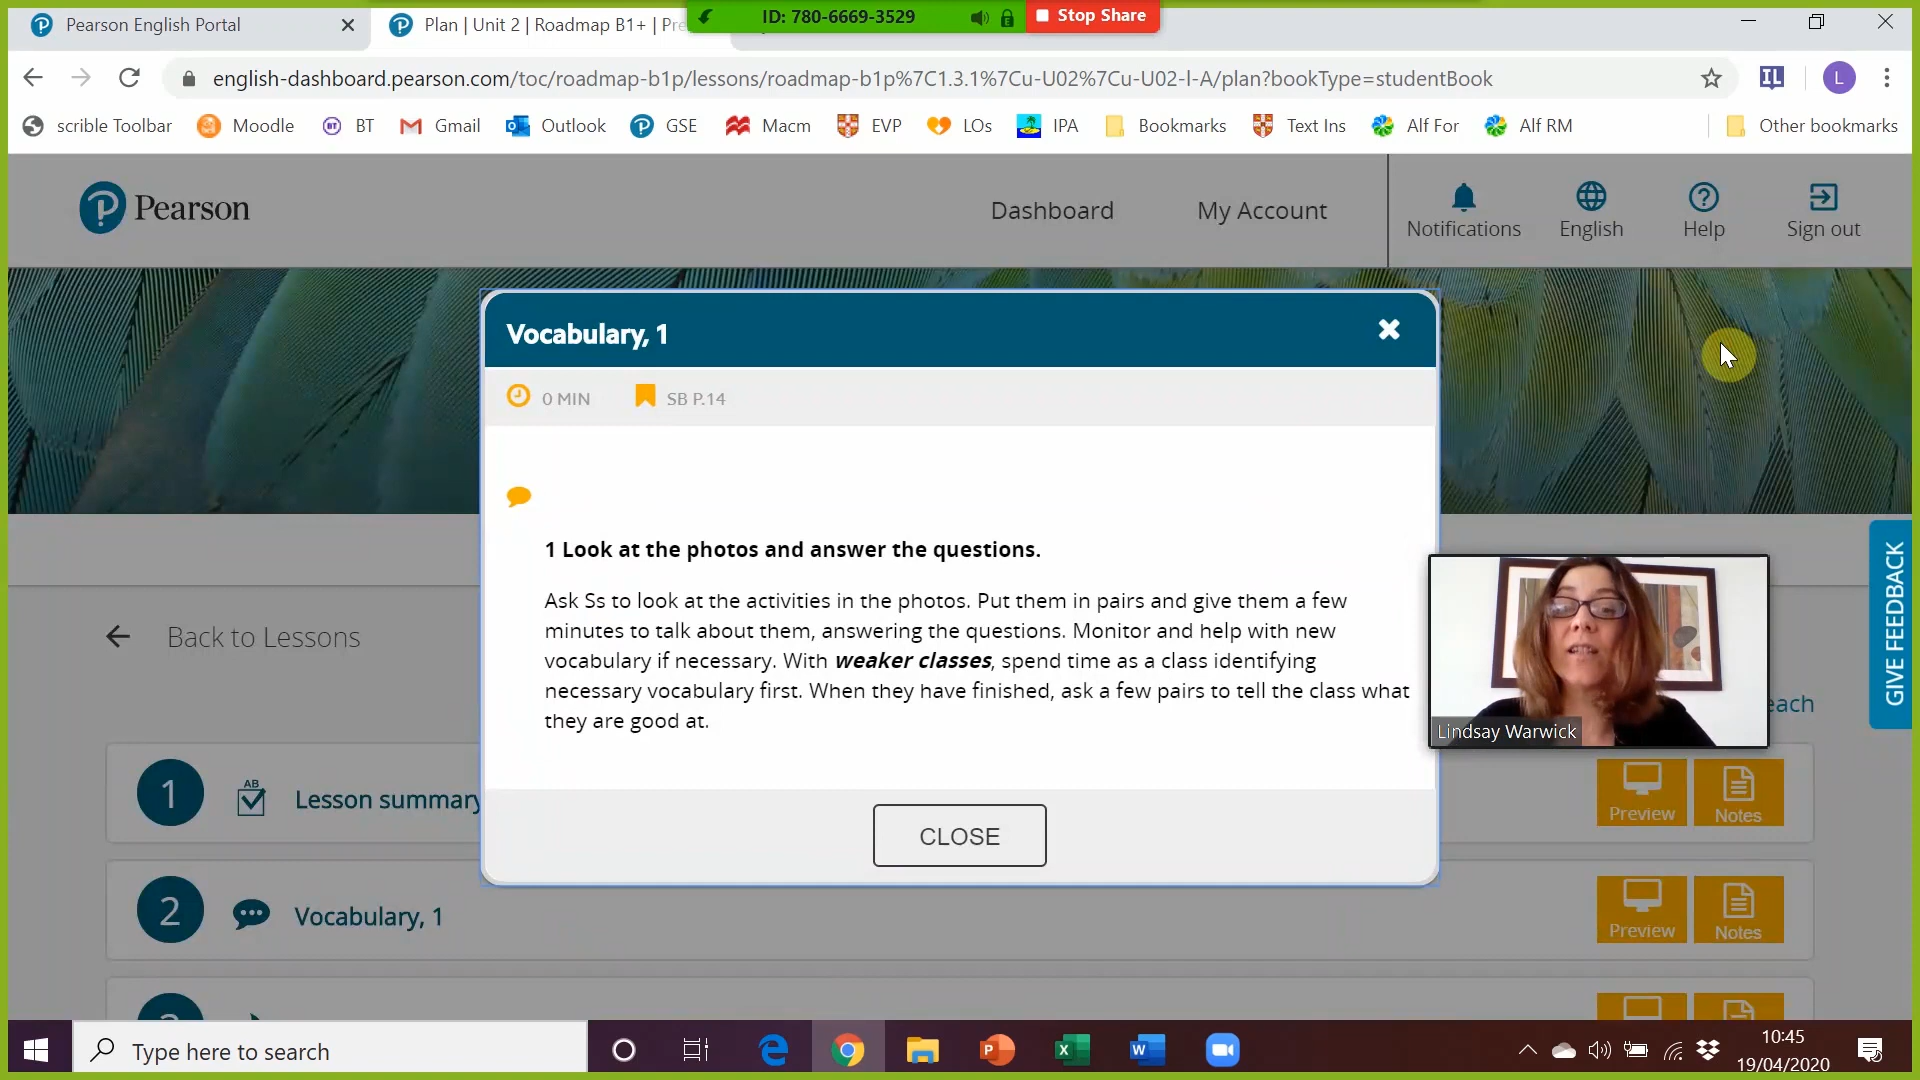 ID: 780-6669-3529
Stop Share
Pearson English Portal
Plan | Unit 2 | Roadmap B1+ | Pre
english-dashboard.pearson.com/toc/roadmap-b1p/lessons/roadmap-b1p%7C1.3.1%7Cu-U02%7Cu-U02-l-A/plan?bookType=studentBook
IL
L
scrible Toolbar
Moodle
BT
Gmail
Outlook
GSE
Macm
EVP
LOs
IPA
Bookmarks
Text Ins
Alf For
Alf RM
Other bookmarks
Pearson
Dashboard
My Account
Notifications
English
Help
Sign out
Vocabulary, 1
0 MIN
SB P.14
1 Look at the photos and answer the questions.
Ask Ss to look at the activities in the photos. Put them in pairs and give them a few
minutes to talk about them, answering the questions. Monitor and help with new
vocabulary if necessary. With weaker classes, spend time as a class identifying
necessary vocabulary first. When they have finished, ask a few pairs to tell the class what
they are good at.
CLOSE
Lindsay Warwick
GIVE FEEDBACK
Back to Lessons
each
1
AB
Lesson summary
Preview
Notes
2
Vocabulary, 1
Preview
Notes
Type here to search
10:45
19/04/2020